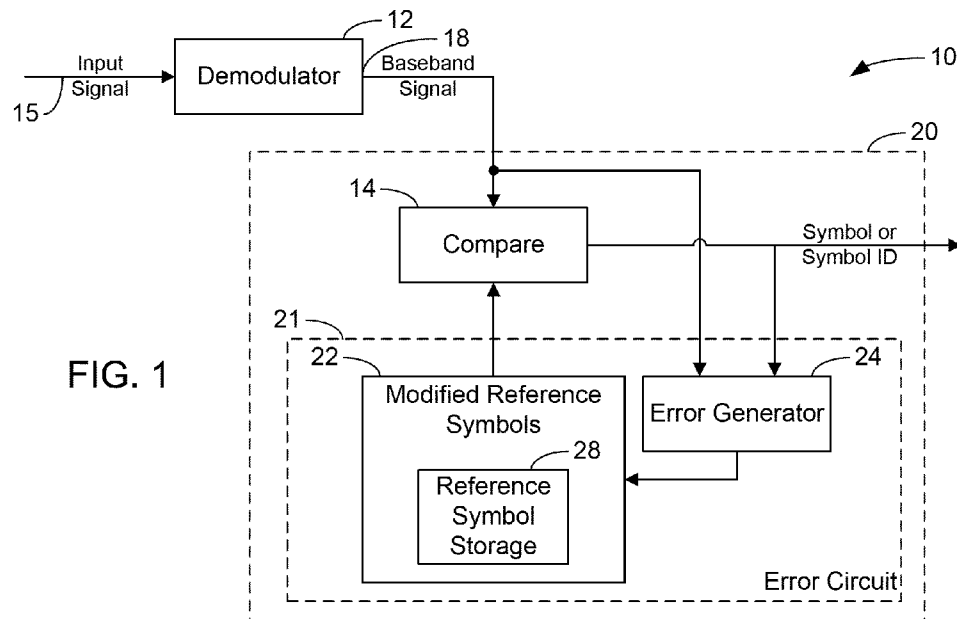 12
18
Input
Signal
15
Demodulator
Baseband
Signal
10
20
14
Compare
Symbol or
Symbol ID
21
22
24
FIG. 1
Modified Reference
Symbols
Error Generator
28
Reference
Symbol
Storage
Error Circuit